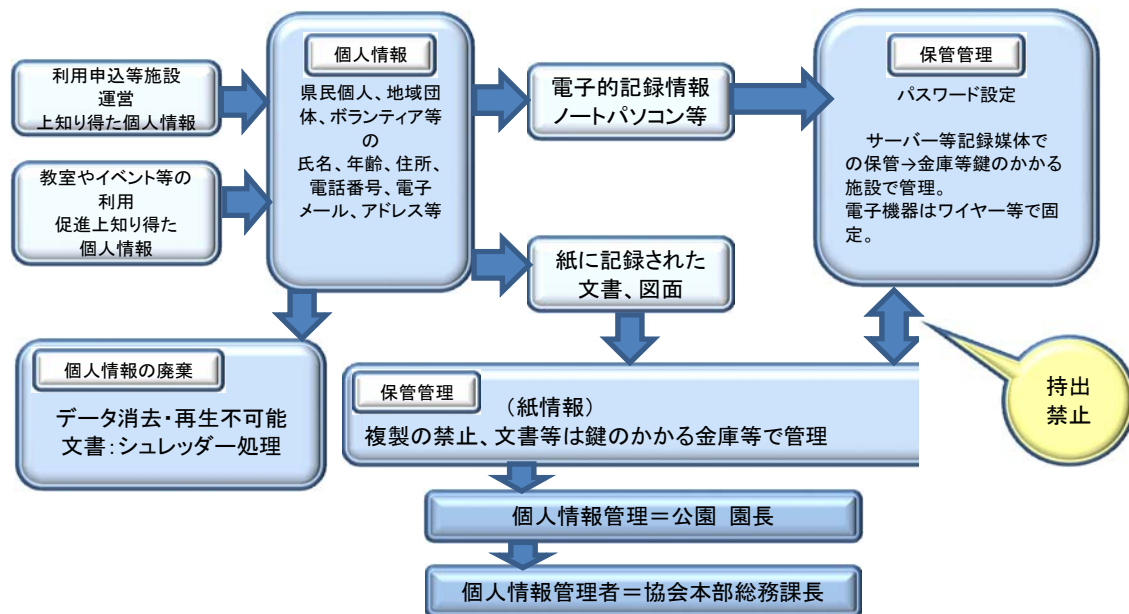 利用申込等施設
運営
上知り得た個人情報
教室やイベント等の
利用
促進上知り得た
個人情報
個人情報
県民個人、地域団
体、ボランティア等
の
氏名、年齢、住所、
電話番号、電子
メール、アドレス等
電子的記録情報
ノートパソコン等
紙に記録された
文書、図面
保管管理
パスワード設定
サーバー等記録媒体で
の保管→金庫等鍵のかかる
施設で管理。
電子機器はワイヤー等で固
定。
持出
禁止
個人情報の廃棄
データ消去・再生不可能
文書：シュレッダー処理
保管管理
（紙情報）
複製の禁止、文書等は鍵のかかる金庫等で管理
個人情報管理＝公園 園長
個人情報管理者＝協会本部総務課長